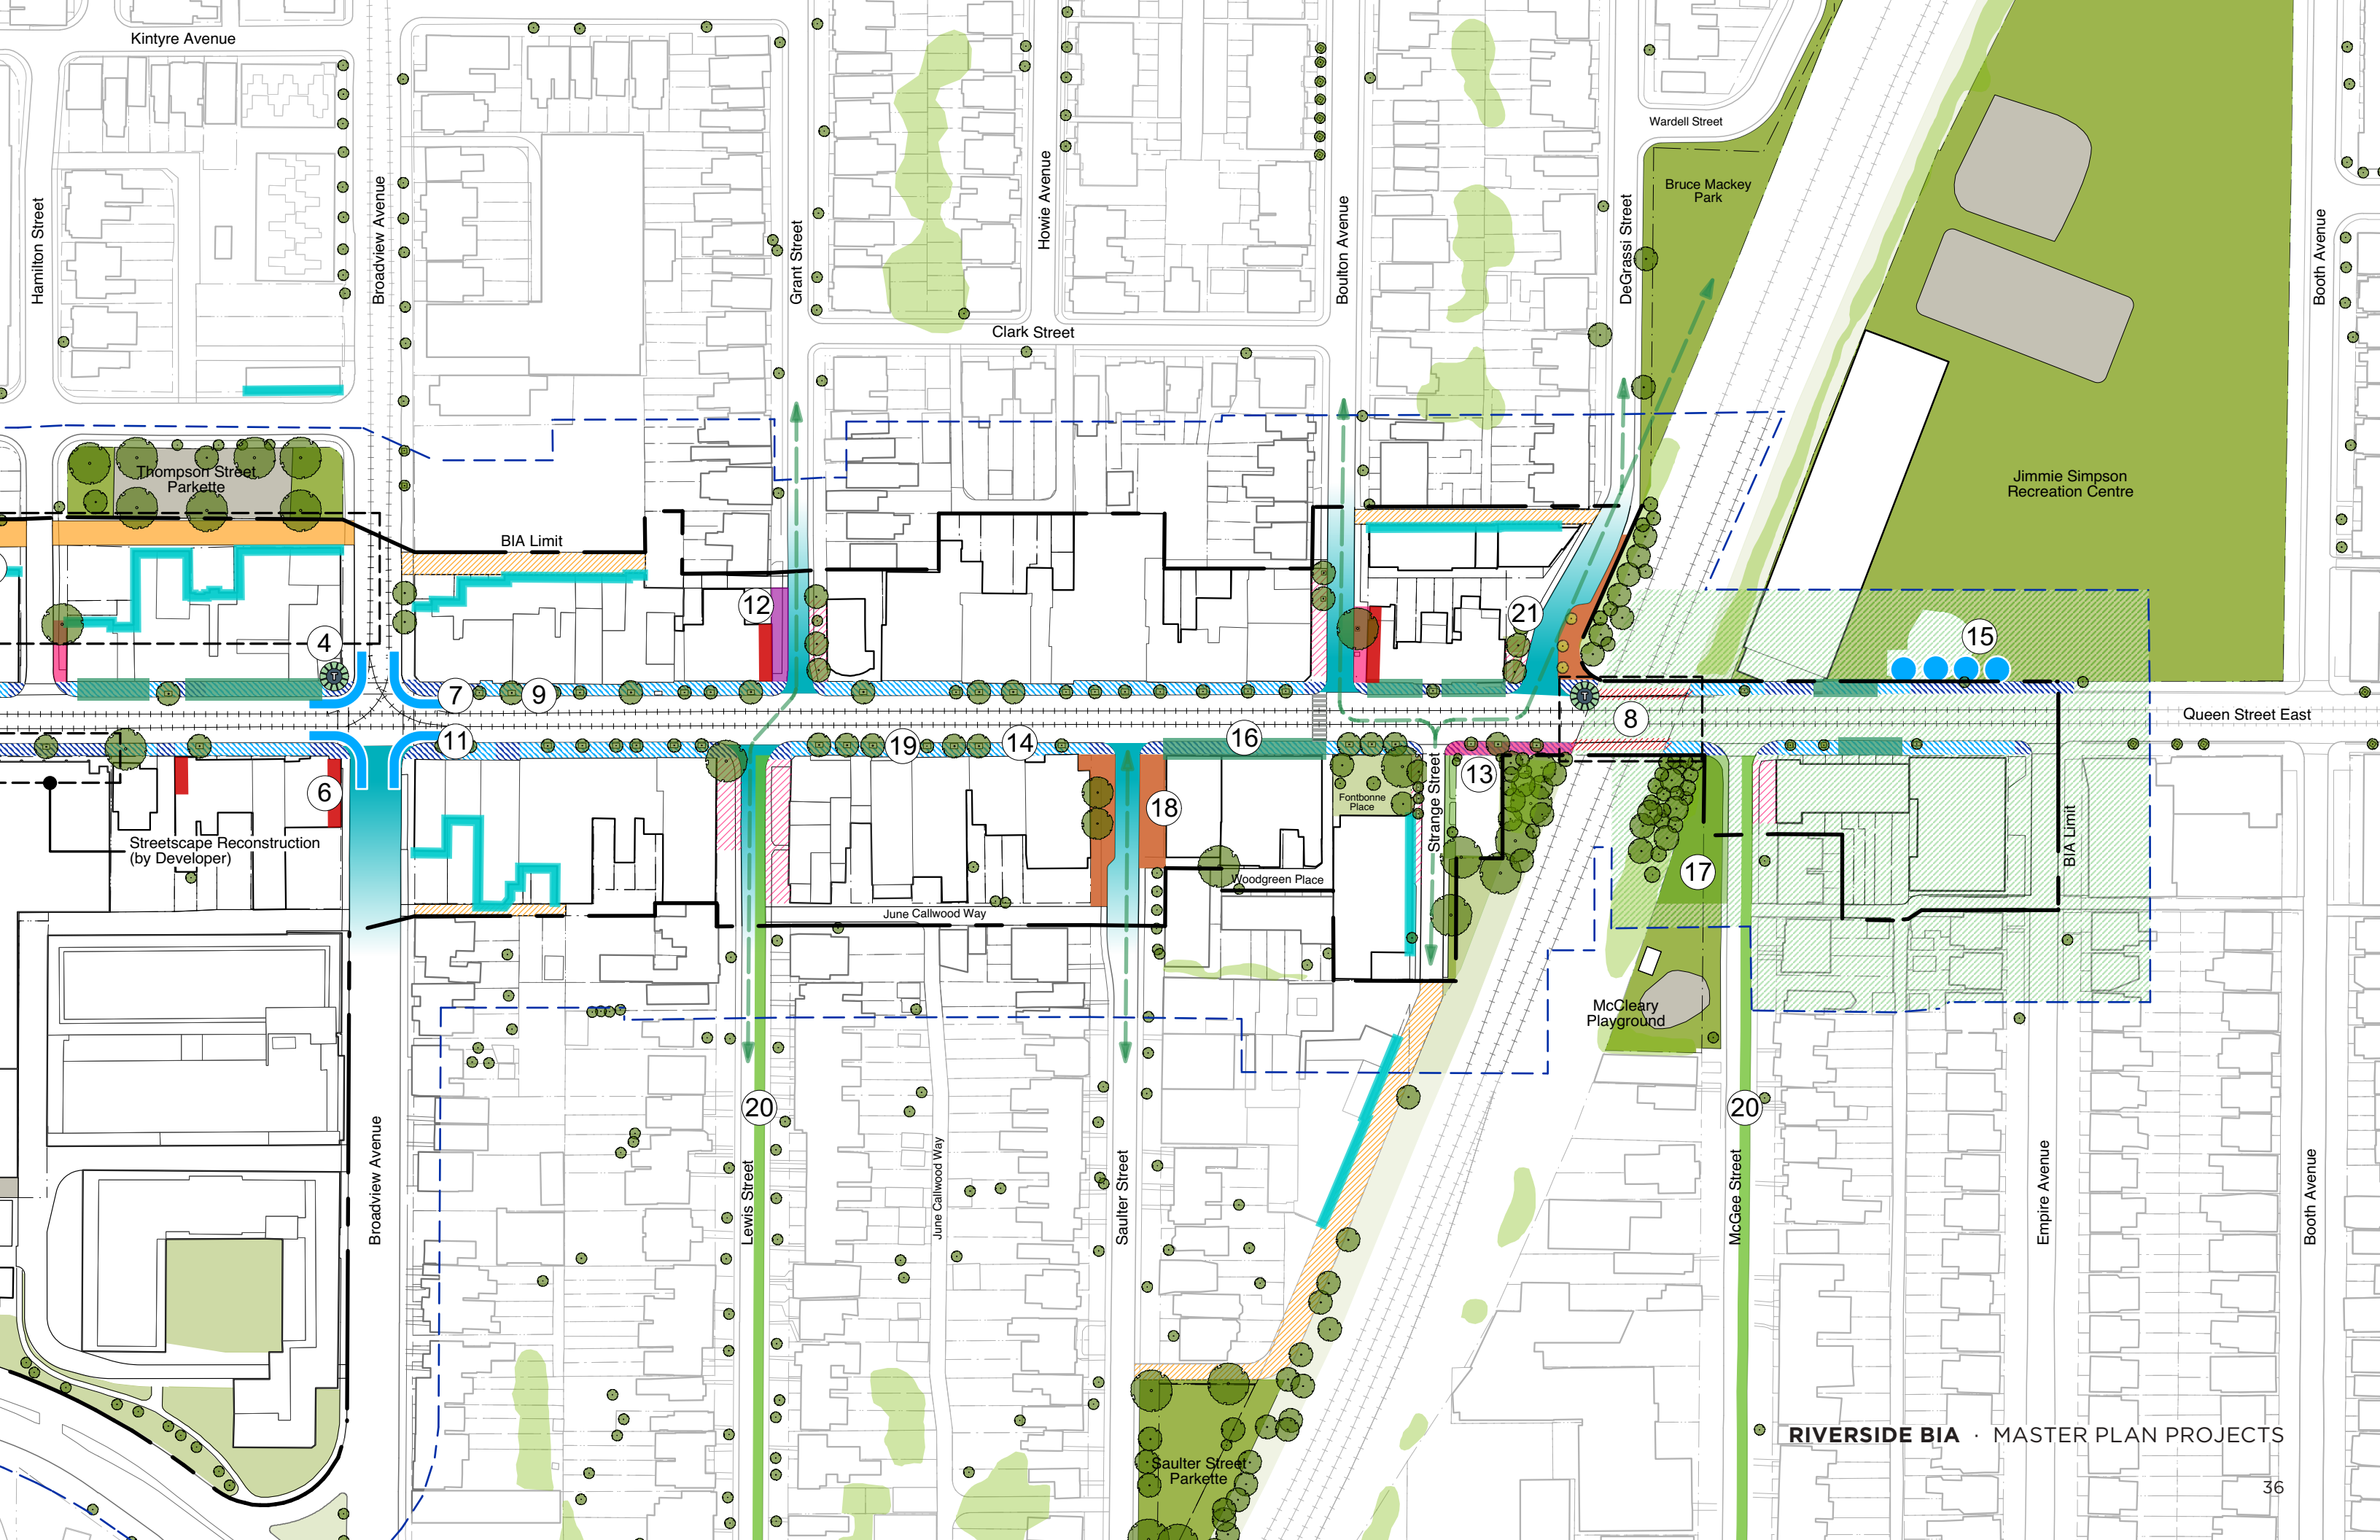 Kintyre Avenue
Hamilton Street
Broadview Avenue
Grant Street
Howie Avenue
Boulton Avenue
DeGrassi Street
Wardell Street
Bruce Mackey
Park
Booth Avenue
Clark Street
Thompson Street
Parkette
Jimmie Simpson
Recreation Centre
BIA Limit
12
21
15
4
7
9
8
Queen Street East
11
19
14
16
13
6
18
Fontbonne
Place
Strange Street
Streetscape Reconstruction
(by Developer)
BIA Limit
17
Woodgreen Place
June Callwood Way
McCleary
Playground
20
20
Broadview Avenue
Lewis Street
June Callwood Way
Saulter Street
McGee Street
Empire Avenue
Booth Avenue
Saulter Street
Parkette
RIVERSIDE BIA · MASTER PLAN PROJECTS
36
T
T